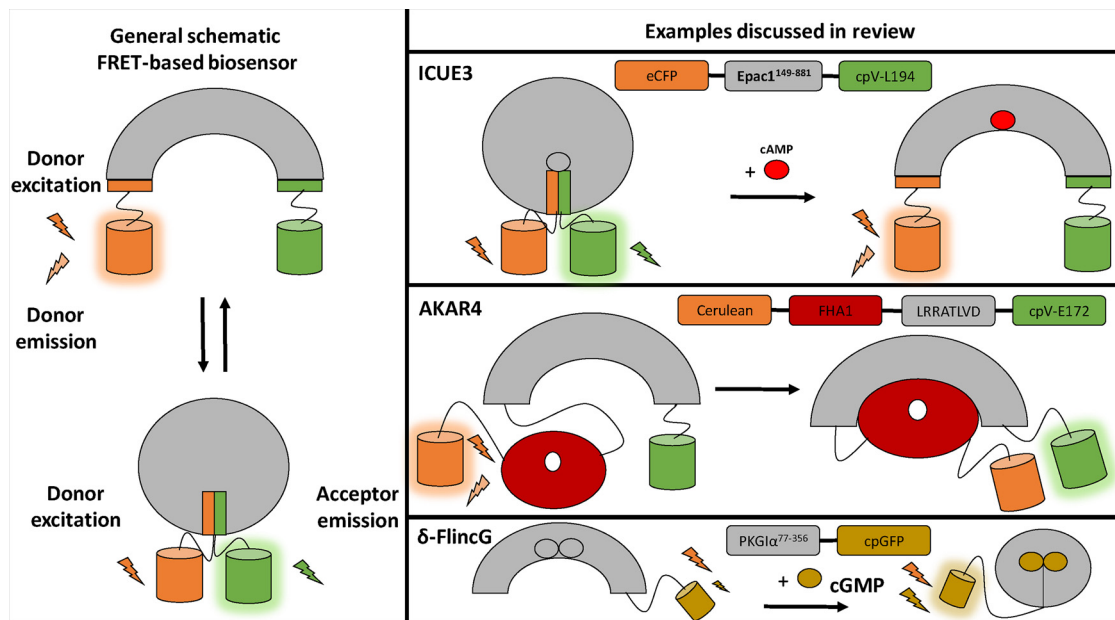 General schematic
FRET-based biosensor
Donor
excitation
Donor
emission
Donor
excitation
Acceptor
emission
Examples discussed in review
ICUE3
eCFP
Epac1¹⁴⁹⁻⁸⁸¹
cpV-L194
cAMP
+
AKAR4
Cerulean
FHA1
LRRATLVD
cpV-E172
δ-FlincG
PKGIα⁷⁷⁻³⁵⁶
cpGFP
+ cGMP